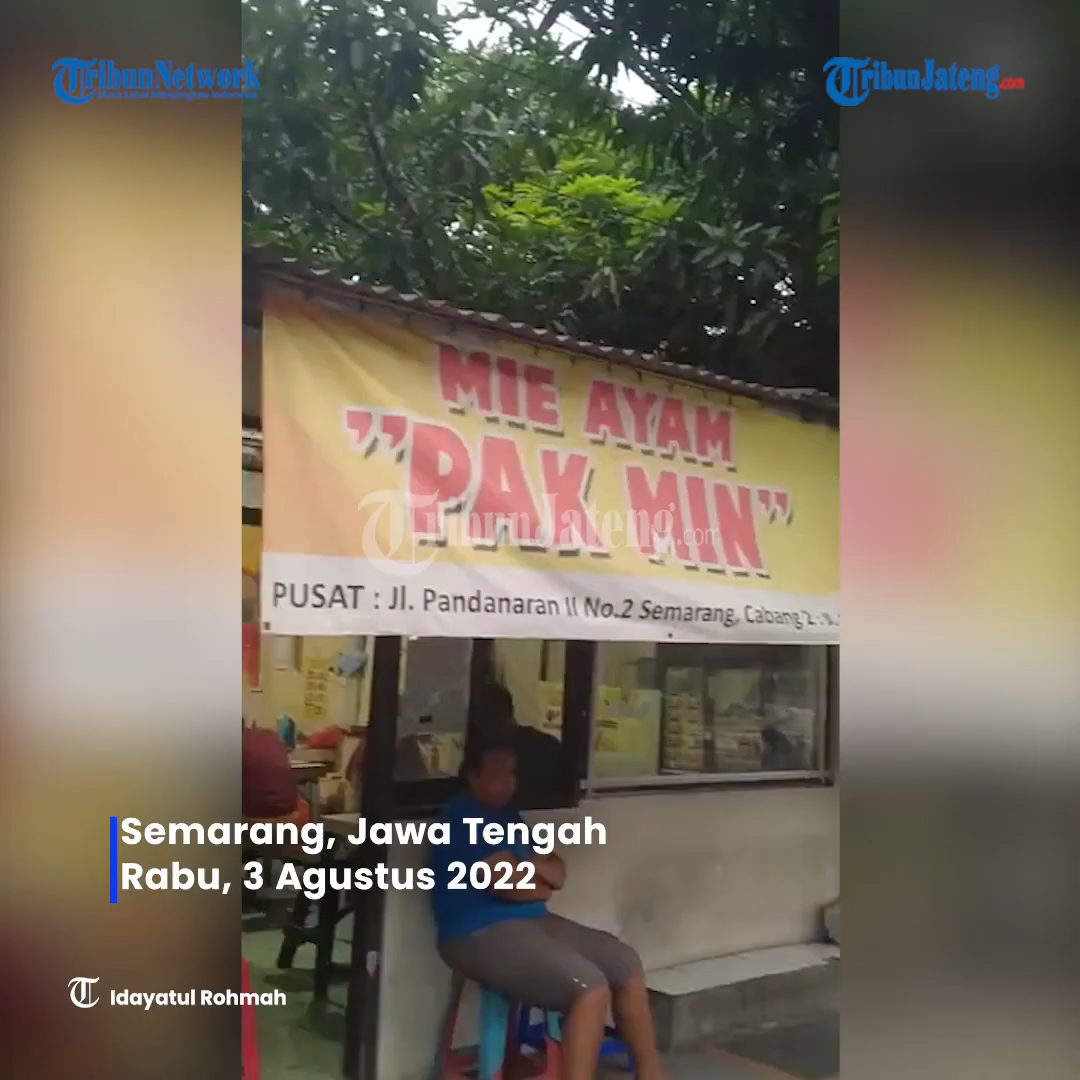 TribunNetwork
TribunJateng.com
MIE AYAM
"PAK MIN"
TribunJateng.com
PUSAT : Jl. Pandanaran II No.2 Semarang, Cabang 2 :
Semarang, Jawa Tengah
Rabu, 3 Agustus 2022
Idayatul Rohmah